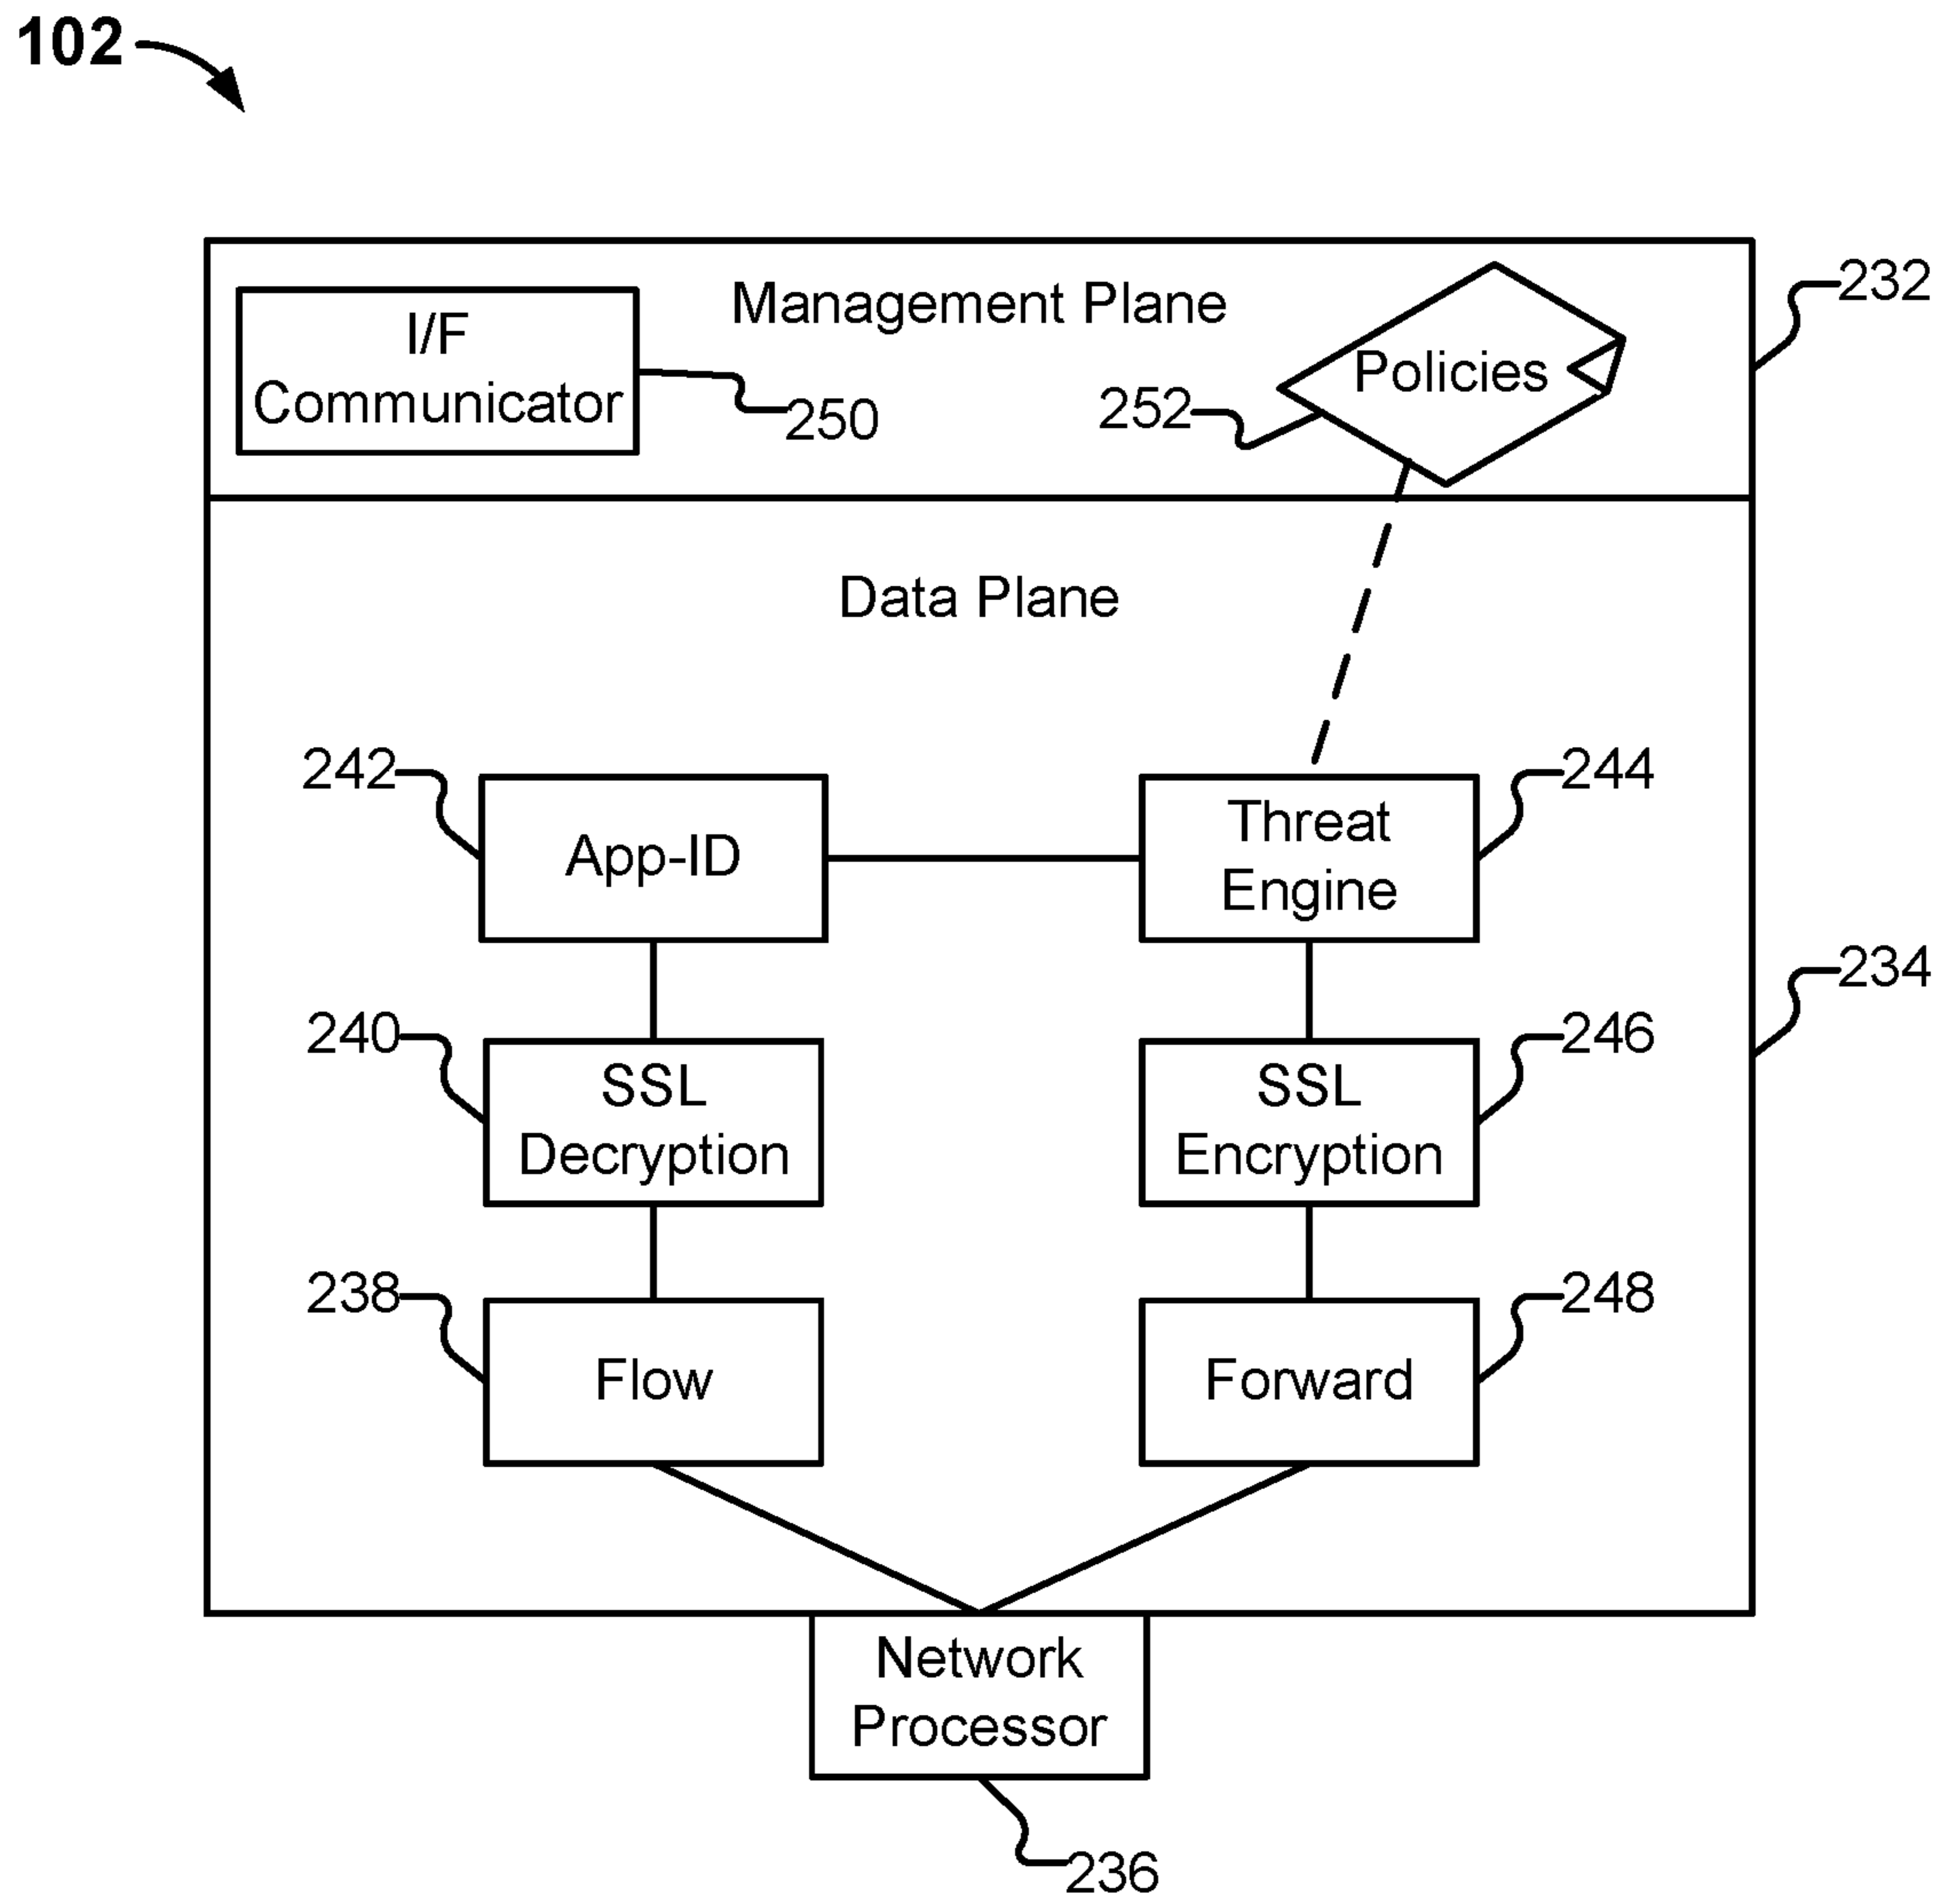 102
232
Management Plane
I/F
Communicator
250
Policies
252
Data Plane
242
App-ID
Threat
Engine
244
234
240
SSL
Decryption
SSL
Encryption
246
238
Flow
Forward
248
Network
Processor
236